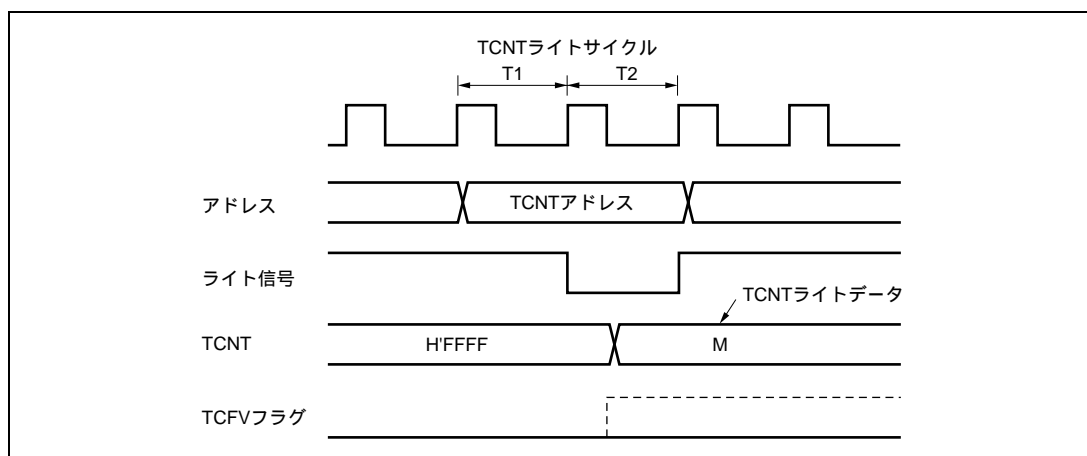 TCNTライトサイクル
T1 T2
アドレス TCNTアドレス
ライト信号
TCNTライトデータ
TCNT H'FFFF M
TCFVフラグ